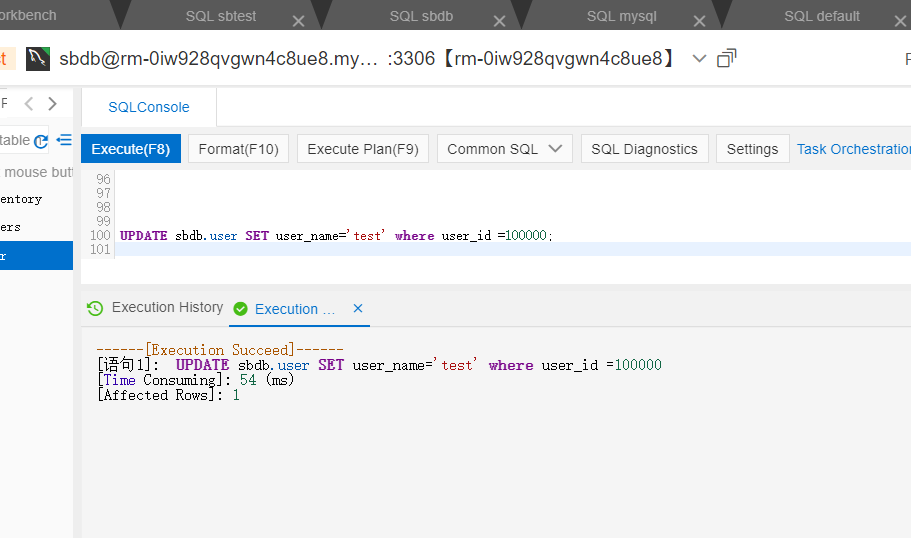 orkbench SQL sbtest SQL sbdb SQL mysql SQL default
sbdb@rm-0iw928qvgwn4c8ue8.my... :3306【rm-0iw928qvgwn4c8ue8】
F SQLConsole
table
Execute(F8) Format(F10) Execute Plan(F9) Common SQL SQL Diagnostics Settings Task Orchestration
mouse butt
entory
ers
r
96
97
98
99
100 UPDATE sbdb.user SET user_name='test' where user_id =100000;
101
Execution History Execution ...
------[Execution Succeed]------
[语句1]: UPDATE sbdb.user SET user_name='test' where user_id =100000
[Time Consuming]: 54 (ms)
[Affected Rows]: 1